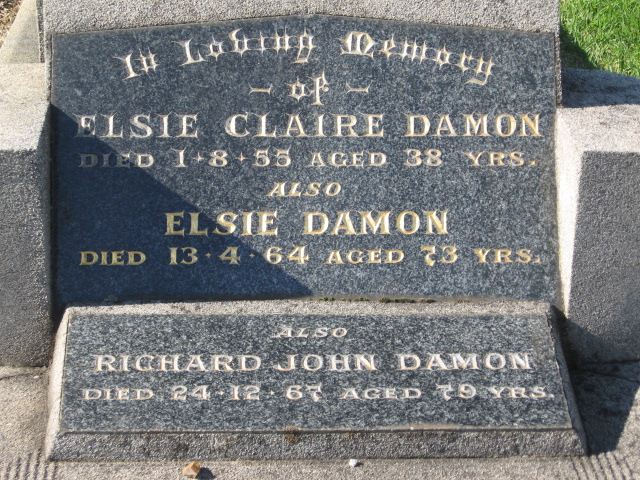 In Loving Memory
- of -
ELSIE CLAIRE DAMON
DIED 1·8·55 AGED 38 YRS.
ALSO
ELSIE DAMON
DIED 13·4·64 AGED 73 YRS.
ALSO
RICHARD JOHN DAMON
DIED 24·12·67 AGED 79 YRS.